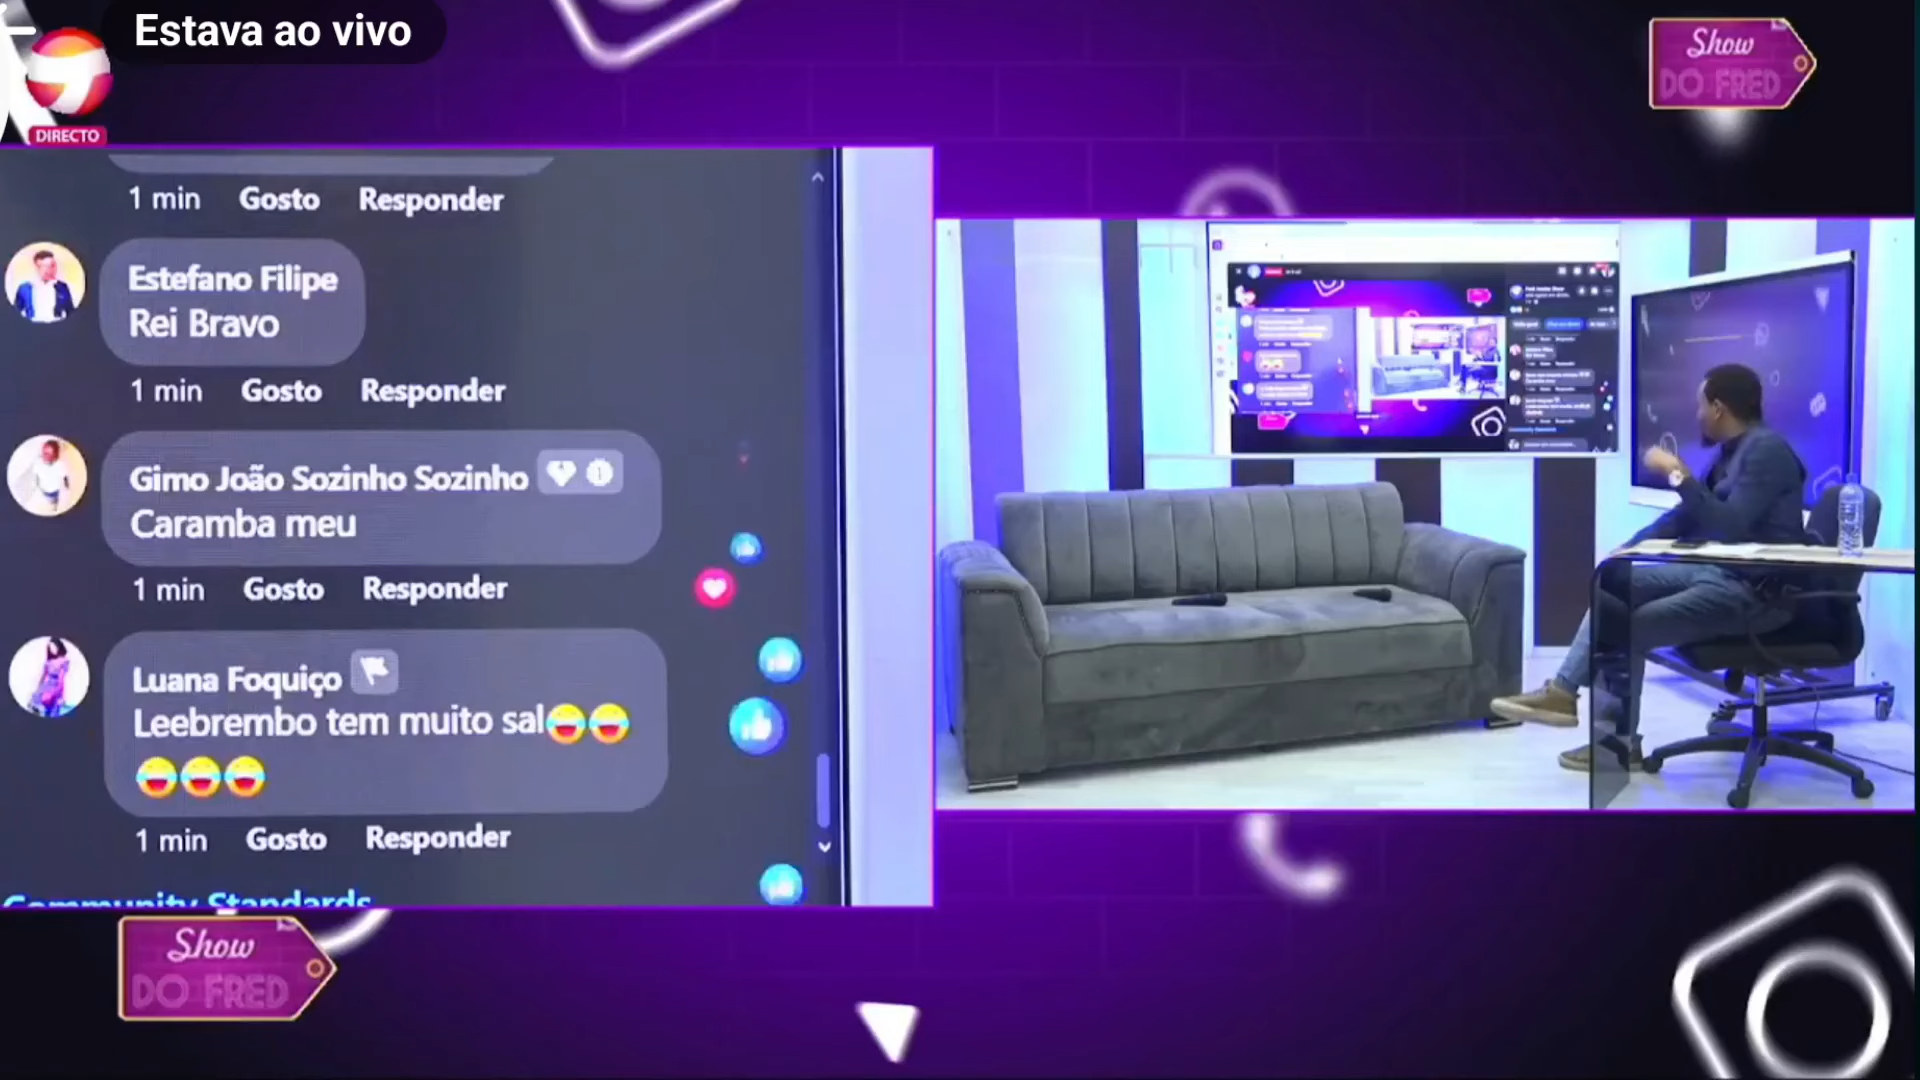 Estava ao vivo
DIRECTO
Show
DO FRED
1 min Gosto Responder
Estefano Filipe
Rei Bravo
1 min Gosto Responder
Gimo João Sozinho Sozinho
Caramba meu
1 min Gosto Responder
Luana Foquiço
Leebrembo tem muito sal😂😂
😂😂😂
1 min Gosto Responder
Community Standards
Show
DO FRED